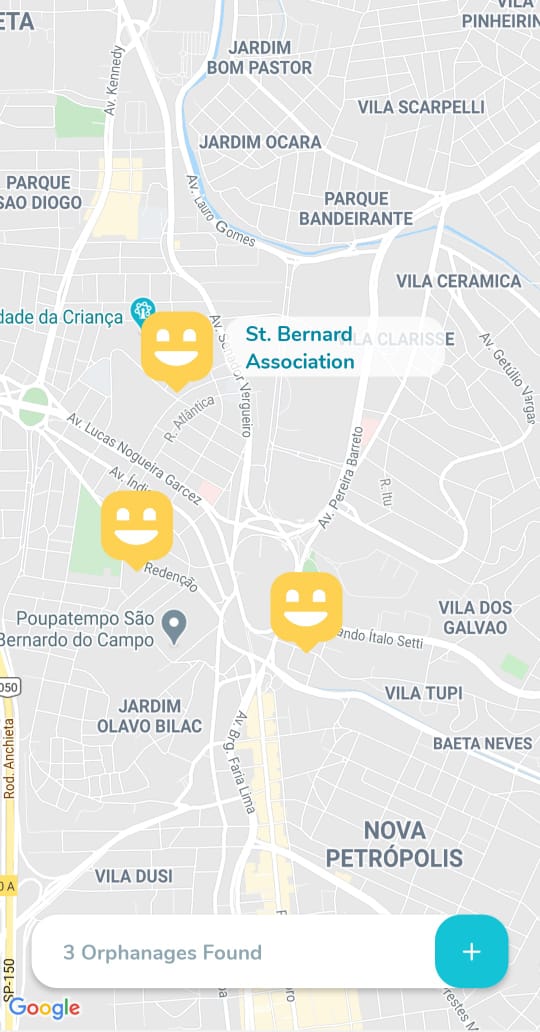 ETA
VILA
PINHEIRIN
JARDIM
BOM PASTOR
Av. Kennedy
VILA SCARPELLI
JARDIM OCARA
PARQUE
SAO DIOGO
Av. Lauro Gomes
PARQUE
BANDEIRANTE
VILA CERAMICA
dade da Criança
St. Bernard
Association
VILA CLARISSE
Av. Senador Vergueiro
Av. Getúlio Vargas
R. Atlântica
Av. Lucas Nogueira Garcez
Av. Pereira Barreto
R. Itu
Av. Índi
Redenção
Poupatempo São
Bernardo do Campo
VILA DOS
GALVAO
ando Ítalo Setti
050
VILA TUPI
JARDIM
OLAVO BILAC
Rod. Anchieta
Av. Brg. Faria Lima
BAETA NEVES
NOVA
PETRÓPOLIS
VILA DUSI
0 A
3 Orphanages Found
+
SP-150
Google
restes M